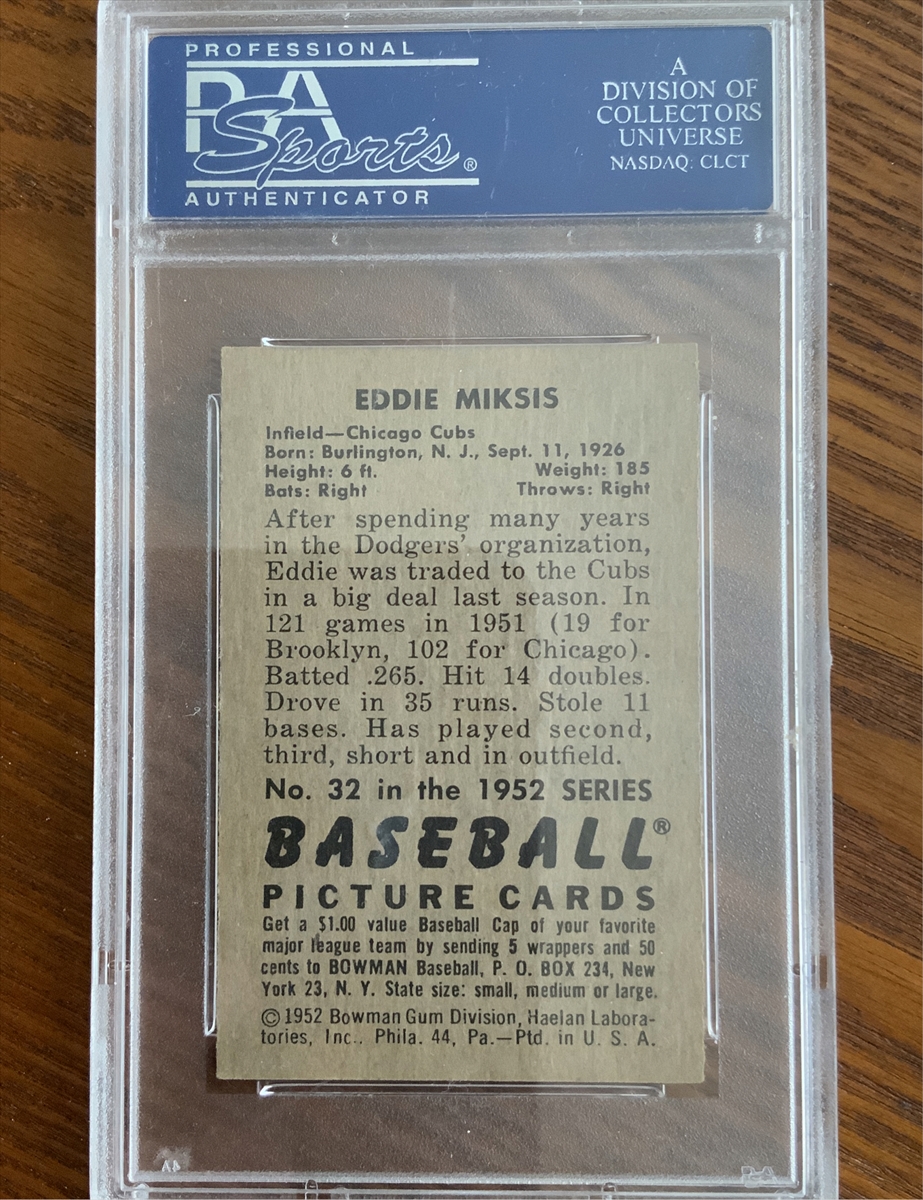 PROFESSIONAL
PSA
Sports®
AUTHENTICATOR
A
DIVISION OF
COLLECTORS
UNIVERSE
NASDAQ: CLCT
EDDIE MIKSIS
Infield—Chicago Cubs
Born: Burlington, N. J., Sept. 11, 1926
Height: 6 ft. Weight: 185
Bats: Right Throws: Right
After spending many years
in the Dodgers' organization,
Eddie was traded to the Cubs
in a big deal last season. In
121 games in 1951 (19 for
Brooklyn, 102 for Chicago).
Batted .265. Hit 14 doubles.
Drove in 35 runs. Stole 11
bases. Has played second,
third, short and in outfield.
No. 32 in the 1952 SERIES
BASEBALL®
PICTURE CARDS
Get a $1.00 value Baseball Cap of your favorite
major league team by sending 5 wrappers and 50
cents to BOWMAN Baseball, P. O. BOX 234, New
York 23, N. Y. State size: small, medium or large.
©1952 Bowman Gum Division, Haelan Labora-
tories, Inc., Phila. 44, Pa.—Ptd. in U. S. A.